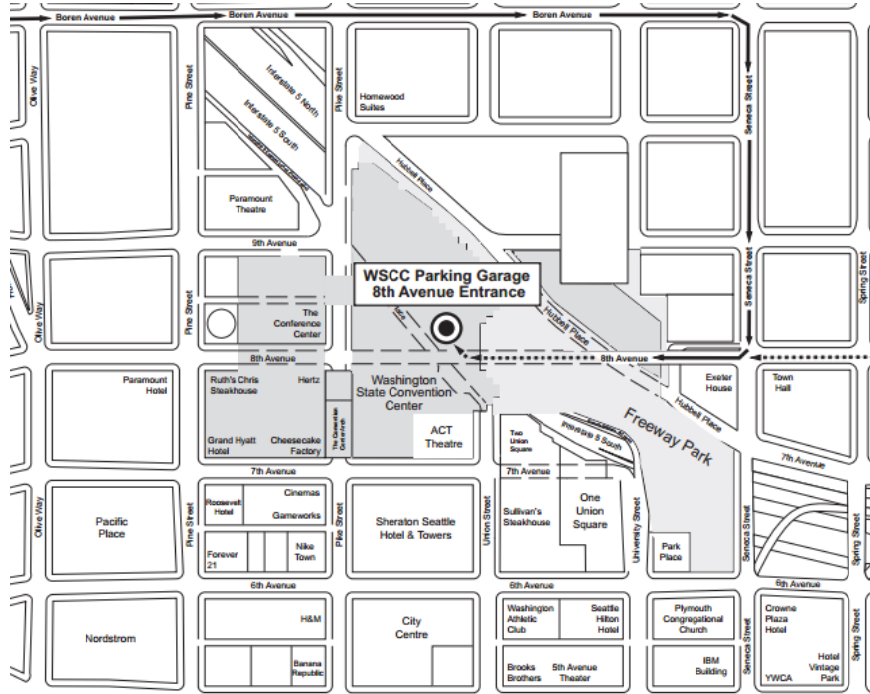 Boren Avenue
Boren Avenue
Olive Way
Pine Street
Pike Street
Interstate 5 North
Interstate 5 South
Homewood
Suites
Seneca Street
Hubbell Place
Paramount
Theatre
9th Avenue
WSCC Parking Garage
8th Avenue Entrance
Seneca Street
Spring Street
Olive Way
Pine Street
The
Conference
Center
Hubbell Place
8th Avenue
8th Avenue
Paramount
Hotel
Ruth's Chris
Steakhouse
Hertz
Washington
State Convention
Center
Exeter
House
Town
Hall
Grand Hyatt
Hotel
Cheesecake
Factory
The Convention
Center Arch
ACT
Theatre
Two
Union
Square
Interstate 5 South
Freeway Park
Hubbell Place
7th Avenue
7th Avenue
7th Avenue
Olive Way
Pacific
Place
Pine Street
Roosevelt
Hotel
Cinemas
Gameworks
Forever
21
Nike
Town
Pike Street
Sheraton Seattle
Hotel & Towers
Union Street
Sullivan's
Steakhouse
One
Union
Square
University Street
Park
Place
Seneca Street
Spring Street
6th Avenue
6th Avenue
6th Avenue
Nordstrom
H&M
Banana
Republic
City
Centre
Washington
Athletic
Club
Seattle
Hilton
Hotel
Brooks
Brothers
5th Avenue
Theater
Plymouth
Congregational
Church
IBM
Building
Seneca Street
Crowne
Plaza
Hotel
YWCA
Hotel
Vintage
Park
Spring Street